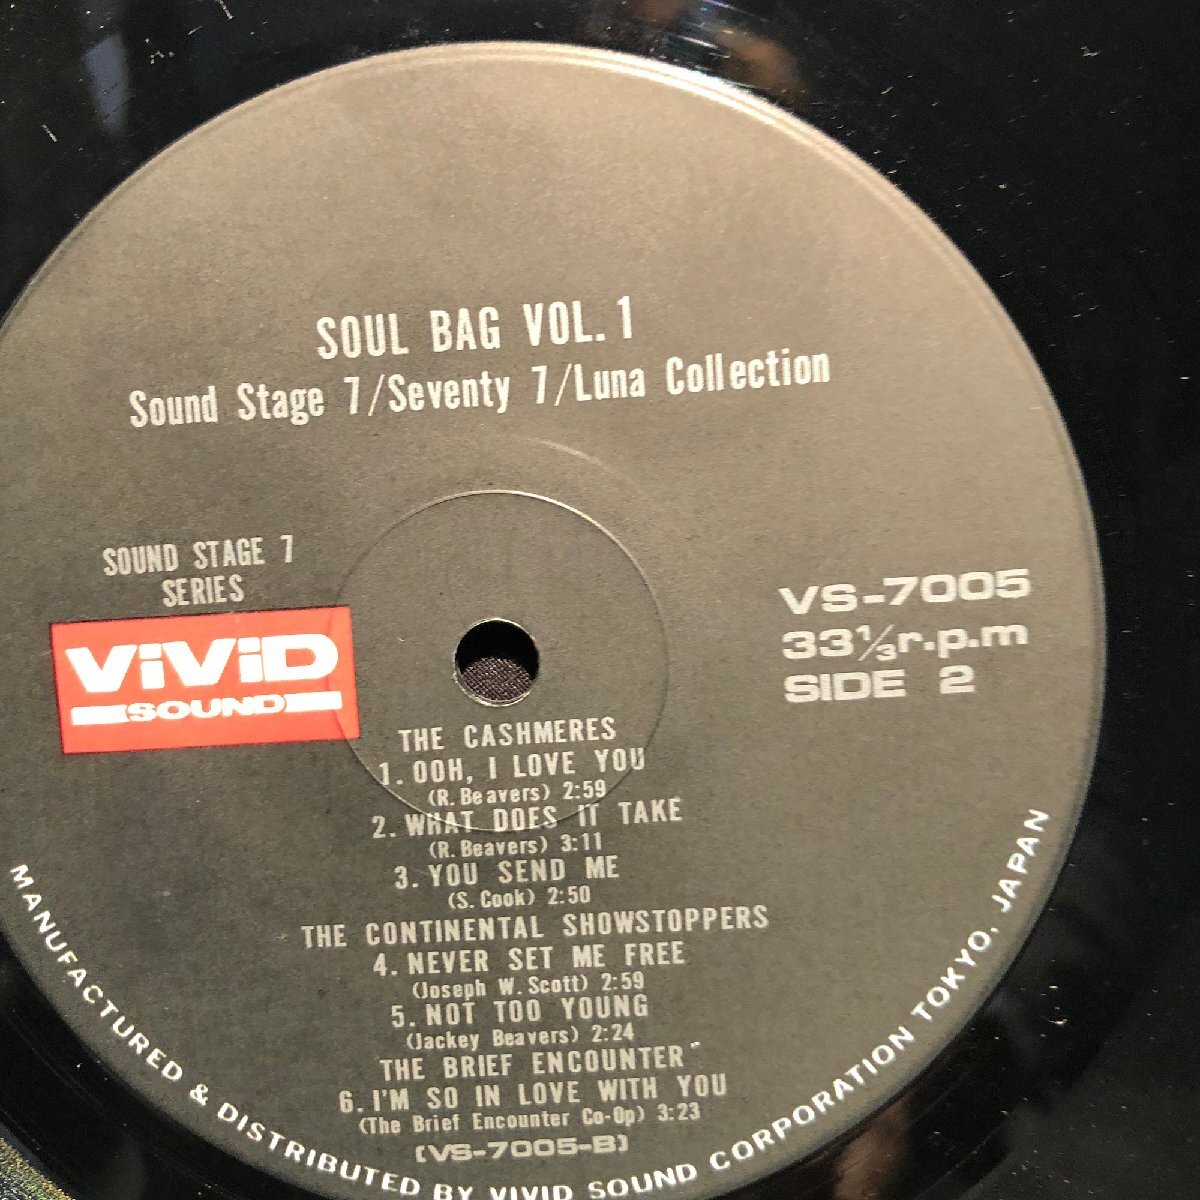 SOUL BAG VOL. 1
Sound Stage 7/Seventy 7/Luna Collection
SOUND STAGE 7
SERIES
ViViD
SOUND
VS-7005
33⅓r.p.m
SIDE 2
THE CASHMERES
1. OOH, I LOVE YOU
(R. Beavers) 2:59
2. WHAT DOES IT TAKE
(R. Beavers) 3:11
3. YOU SEND ME
(S. Cook) 2:50
THE CONTINENTAL SHOWSTOPPERS
4. NEVER SET ME FREE
(Joseph W. Scott) 2:59
5. NOT TOO YOUNG
(Jackey Beavers) 2:24
THE BRIEF ENCOUNTER
6. I'M SO IN LOVE WITH YOU
(The Brief Encounter Co-Op) 3:23
(VS-7005-B)
MANUFACTURED & DISTRIBUTED BY VIVID SOUND CORPORATION TOKYO, JAPAN